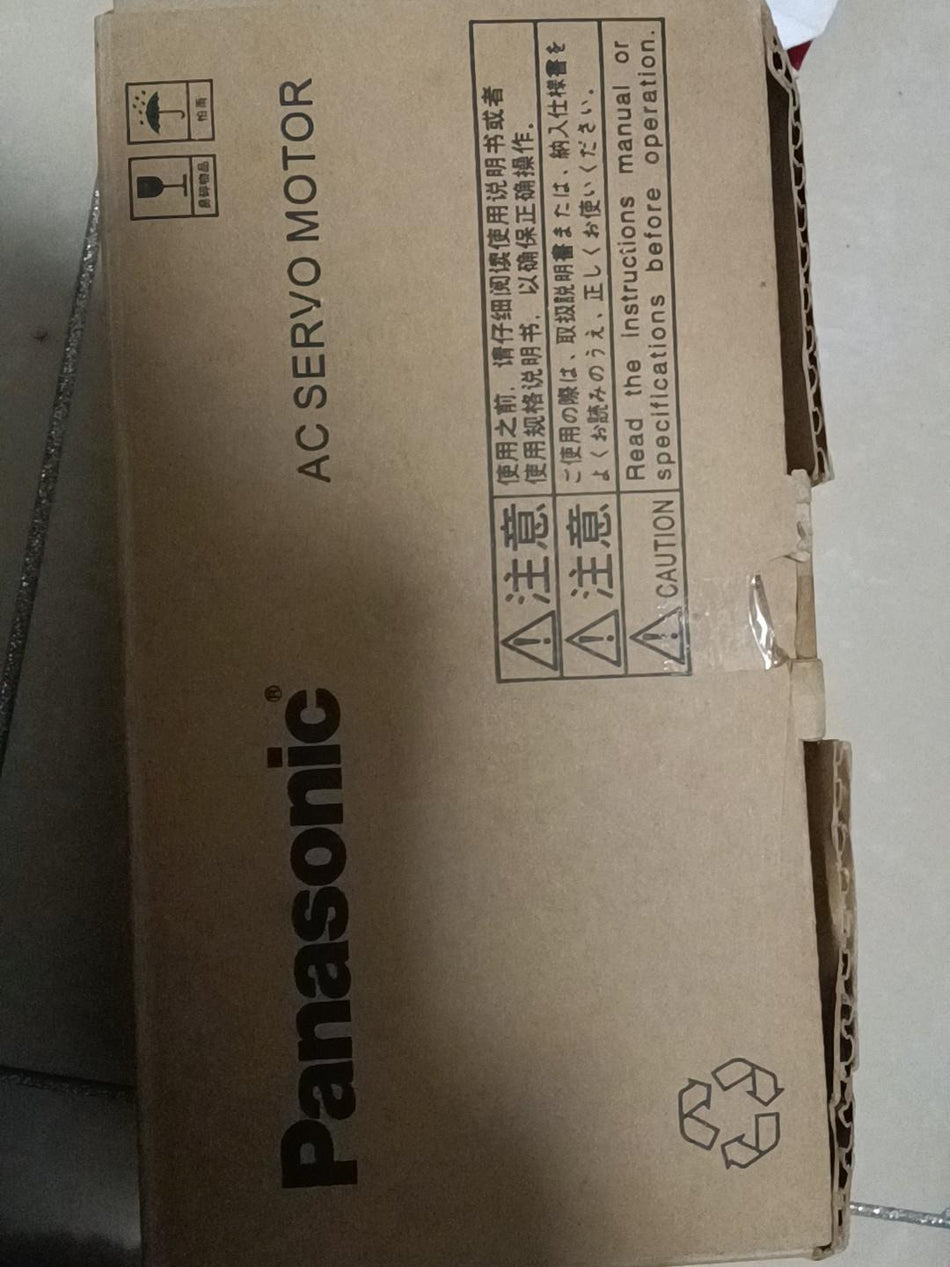 Panasonic®
AC SERVO MOTOR
易碎物品
怕雨
注意
使用之前，请仔细阅读使用说明书或者
使用规格说明书，以确保正确操作.
注意
ご使用の際は、取扱説明書または、納入仕様書を
よくお読みのうえ、正しくお使いください。
CAUTION
Read the instructions manual or
specifications before operation.